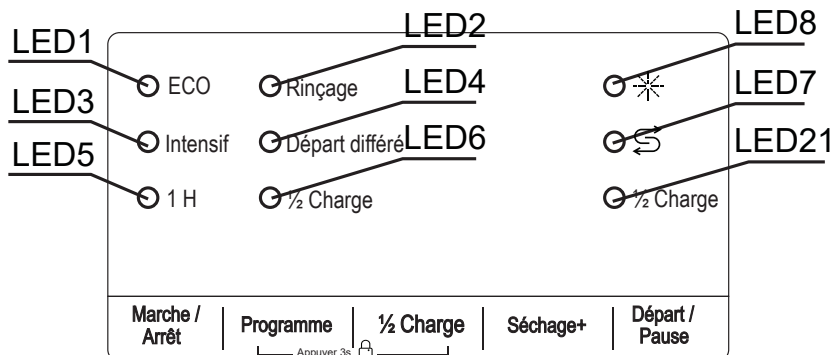 LED1 LED2 LED8
ECO Rinçage
LED3 LED4 LED7
Intensif Départ différé
LED5 LED6 LED21
1 H ½ Charge ½ Charge
Marche / Arrêt Programme ½ Charge Séchage+ Départ / Pause
Appuyer 3s